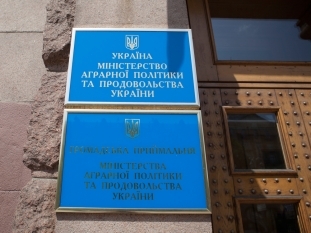 УКРАЇНА
МІНІСТЕРСТВО
АГРАРНОЇ ПОЛІТИКИ
ТА ПРОДОВОЛЬСТВА
УКРАЇНИ
МІНІСТЕРСТВА
АГРАРНОЇ ПОЛІТИКИ
ТА ПРОДОВОЛЬСТВА
УКРАЇНИ